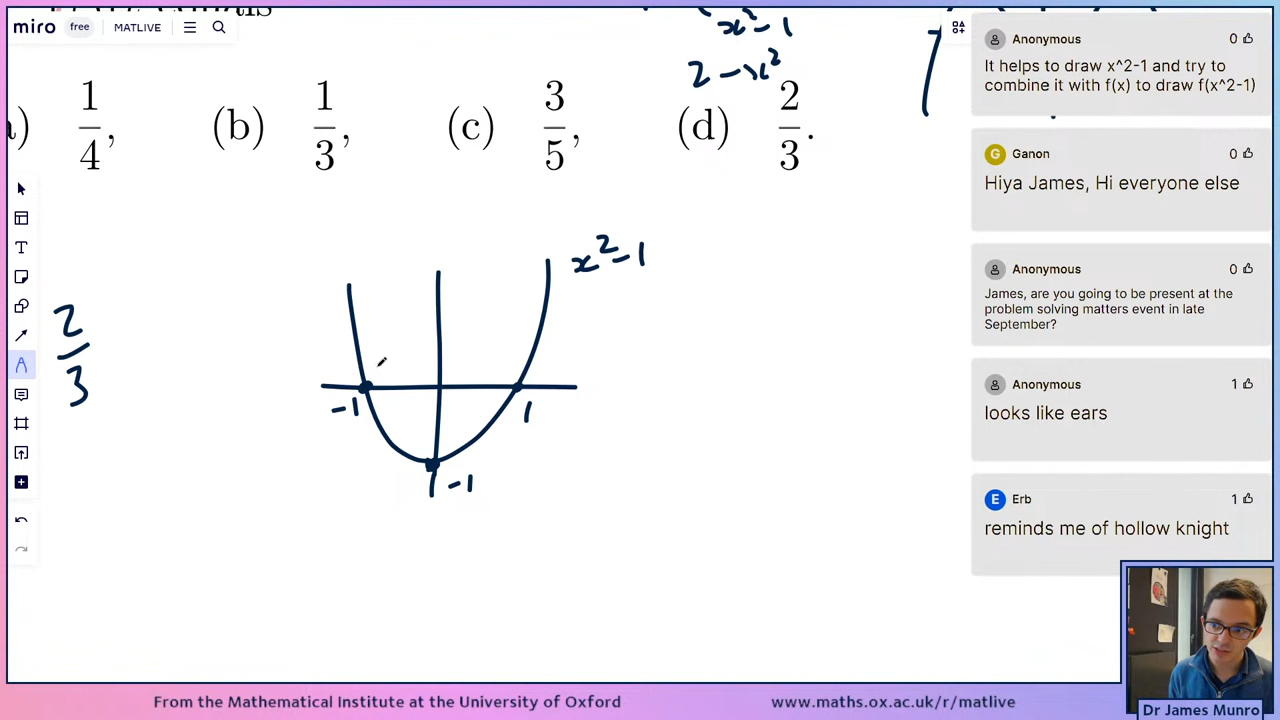 miro free MATLIVE
x²-1
2-x²
1/4, (b) 1/3, (c) 3/5, (d) 2/3.
x²-1
2/3
-1
1
-1
Anonymous 0
It helps to draw x^2-1 and try to
combine it with f(x) to draw f(x^2-1)
G Ganon 0
Hiya James, Hi everyone else
Anonymous 0
James, are you going to be present at the
problem solving matters event in late
September?
Anonymous 1
looks like ears
E Erb 1
reminds me of hollow knight
From the Mathematical Institute at the University of Oxford
www.maths.ox.ac.uk/r/matlive
Dr James Munro